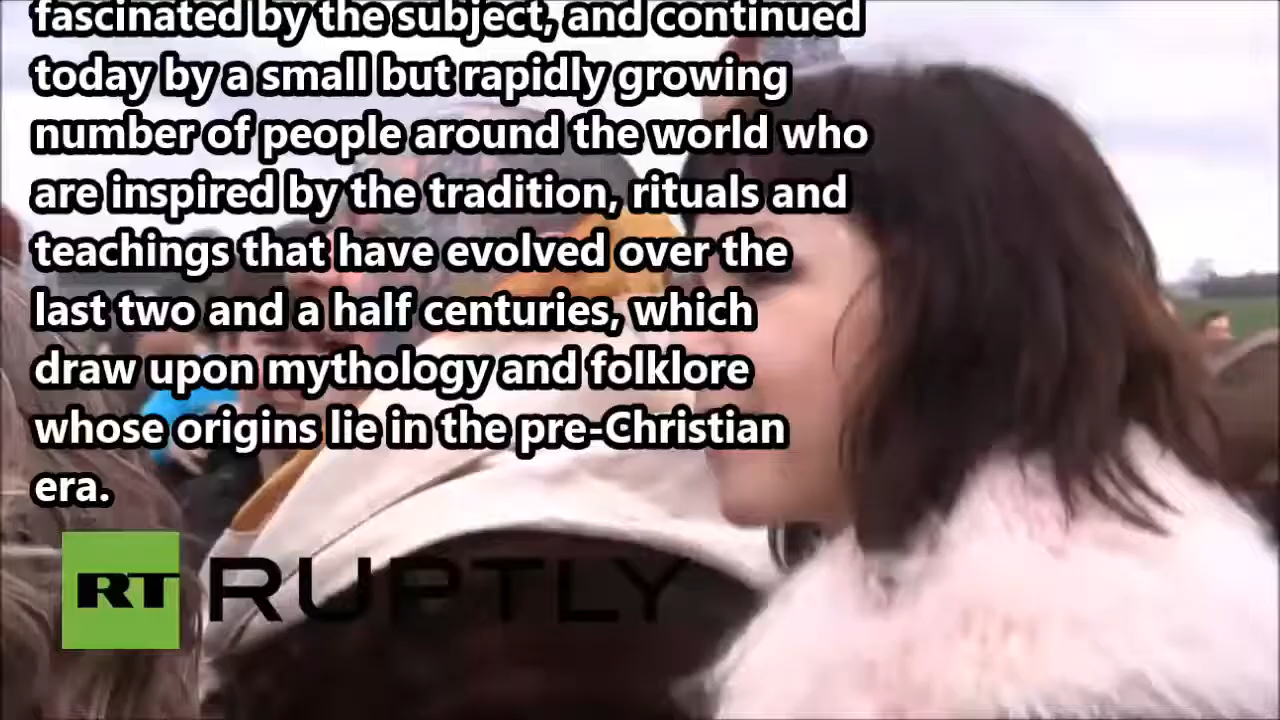 fascinated by the subject, and continued
today by a small but rapidly growing
number of people around the world who
are inspired by the tradition, rituals and
teachings that have evolved over the
last two and a half centuries, which
draw upon mythology and folklore
whose origins lie in the pre-Christian
era.
RT RUPTLY